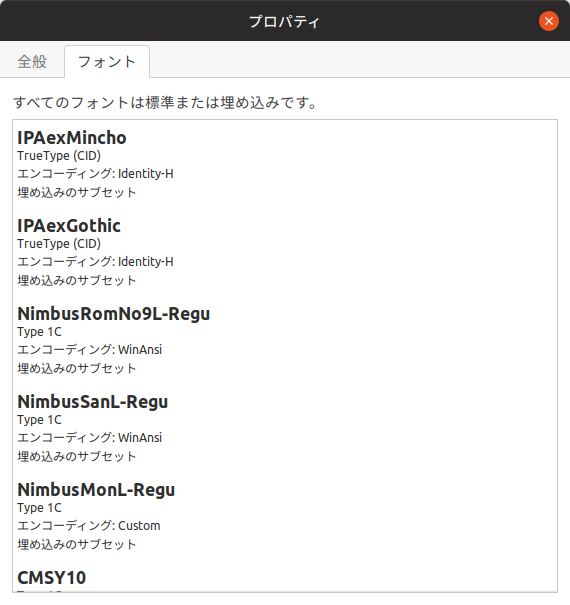 プロパティ
全般 フォント
すべてのフォントは標準または埋め込みです。
IPAexMincho
TrueType (CID)
エンコーディング: Identity-H
埋め込みのサブセット
IPAexGothic
TrueType (CID)
エンコーディング: Identity-H
埋め込みのサブセット
NimbusRomNo9L-Regu
Type 1C
エンコーディング: WinAnsi
埋め込みのサブセット
NimbusSanL-Regu
Type 1C
エンコーディング: WinAnsi
埋め込みのサブセット
NimbusMonL-Regu
Type 1C
エンコーディング: Custom
埋め込みのサブセット
CMSY10